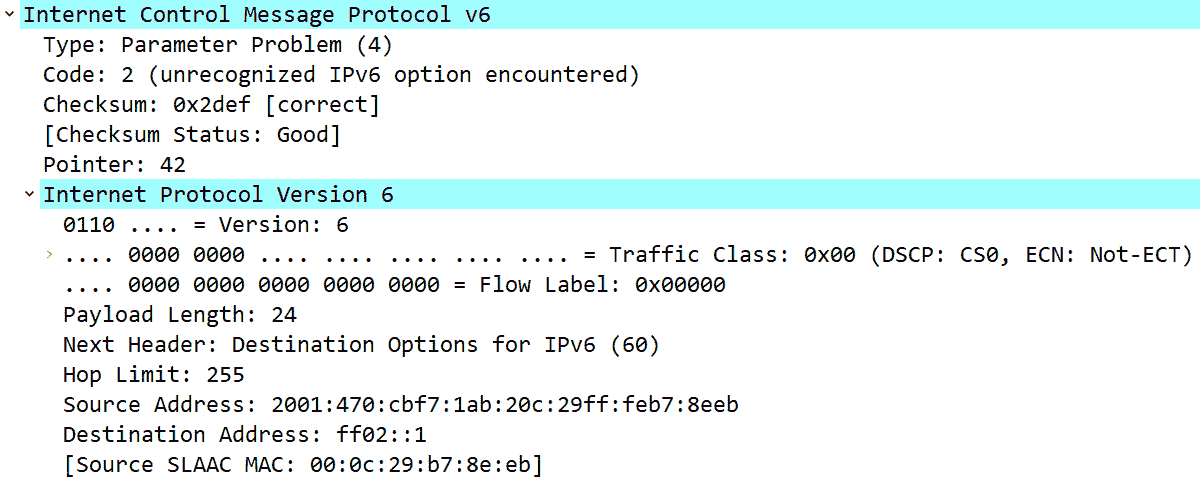 Internet Control Message Protocol v6
Type: Parameter Problem (4)
Code: 2 (unrecognized IPv6 option encountered)
Checksum: 0x2def [correct]
[Checksum Status: Good]
Pointer: 42
Internet Protocol Version 6
0110 .... = Version: 6
.... 0000 0000 .... .... .... .... .... = Traffic Class: 0x00 (DSCP: CS0, ECN: Not-ECT)
.... 0000 0000 0000 0000 0000 = Flow Label: 0x00000
Payload Length: 24
Next Header: Destination Options for IPv6 (60)
Hop Limit: 255
Source Address: 2001:470:cbf7:1ab:20c:29ff:feb7:8eeb
Destination Address: ff02::1
[Source SLAAC MAC: 00:0c:29:b7:8e:eb]